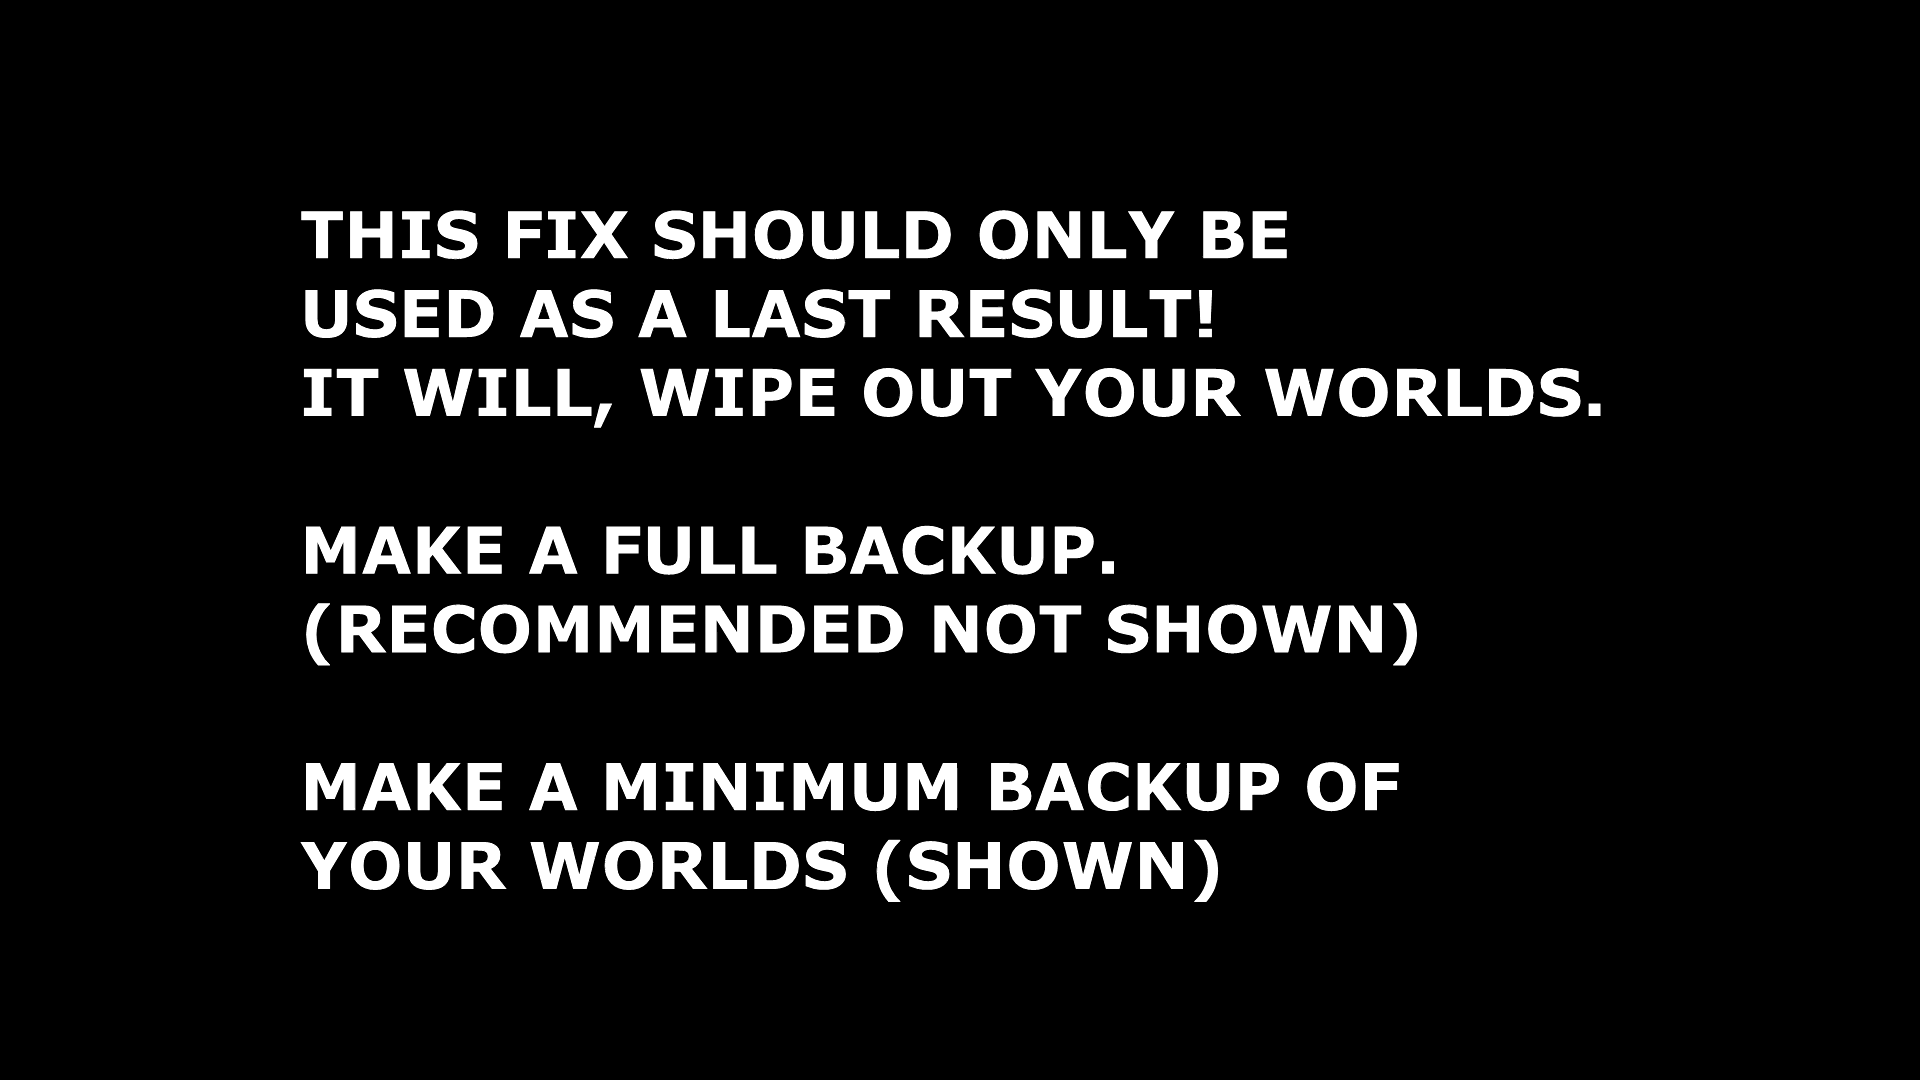 THIS FIX SHOULD ONLY BE
USED AS A LAST RESULT!
IT WILL, WIPE OUT YOUR WORLDS.
MAKE A FULL BACKUP.
(RECOMMENDED NOT SHOWN)
MAKE A MINIMUM BACKUP OF
YOUR WORLDS (SHOWN)